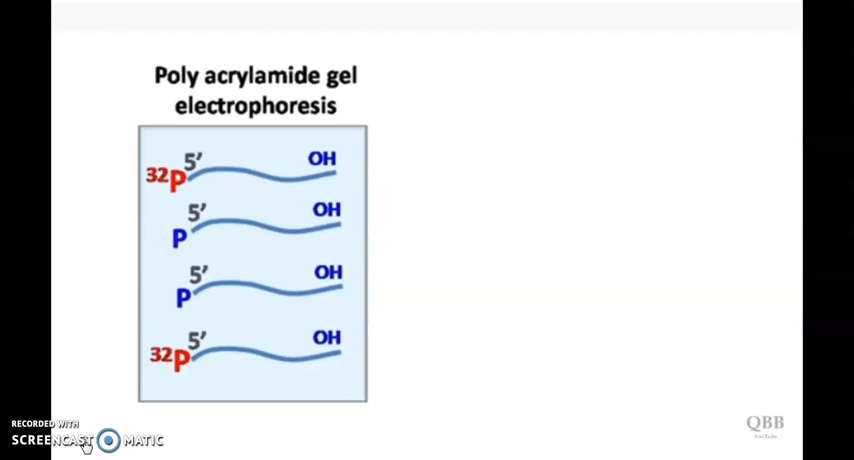 Poly acrylamide gel
electrophoresis
5’ OH
32P
5’ OH
P
5’ OH
P
5’ OH
32P
RECORDED WITH
SCREENCAST MATIC
QBB